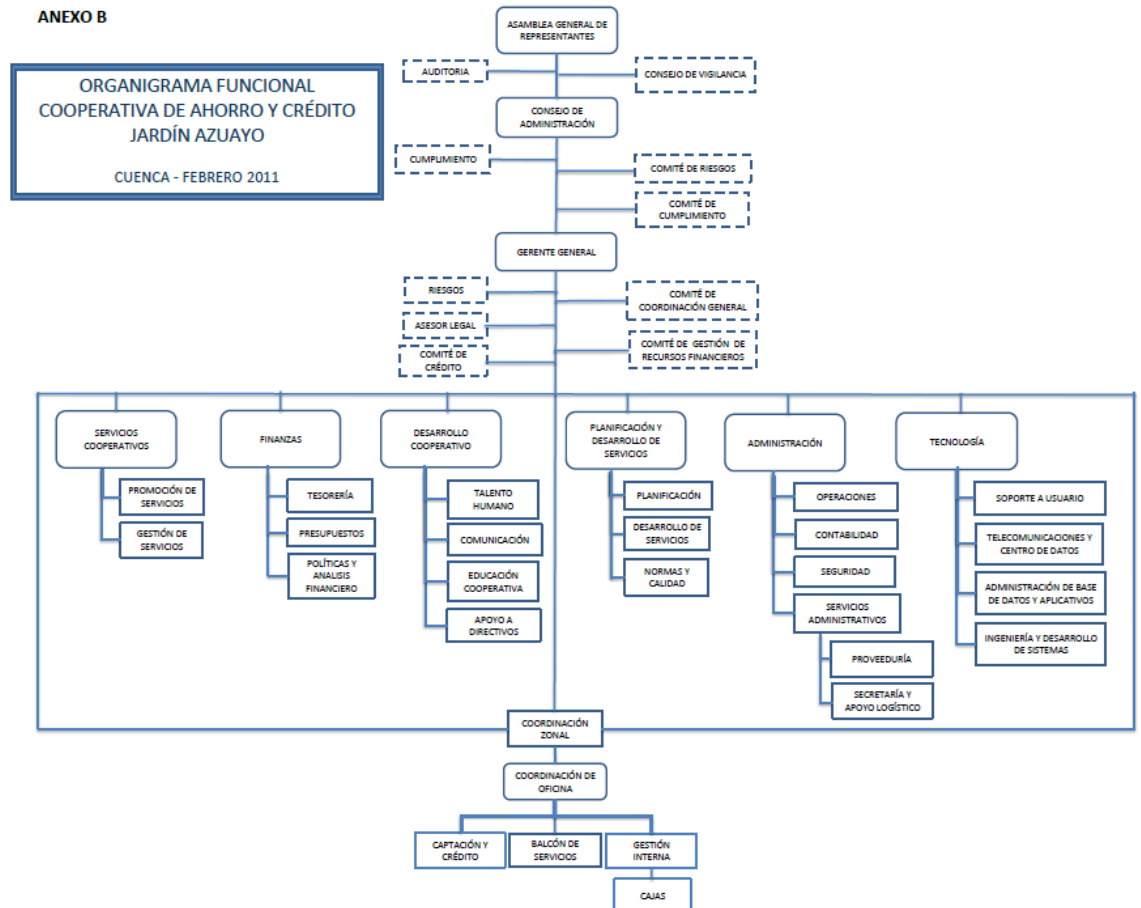 ANEXO B
ORGANIGRAMA FUNCIONAL
COOPERATIVA DE AHORRO Y CRÉDITO
JARDÍN AZUAYO
CUENCA - FEBRERO 2011
ASAMBLEA GENERAL DE
REPRESENTANTES
AUDITORIA
CONSEJO DE VIGILANCIA
CONSEJO DE
ADMINISTRACIÓN
CUMPLIMIENTO
COMITÉ DE RIESGOS
COMITÉ DE
CUMPLIMIENTO
GERENTE GENERAL
RIESGOS
COMITÉ DE
COORDINACIÓN GENERAL
ASESOR LEGAL
COMITÉ DE GESTIÓN DE
RECURSOS FINANCIEROS
COMITÉ DE
CRÉDITO
SERVICIOS
COOPERATIVOS
PROMOCIÓN DE
SERVICIOS
GESTIÓN DE
SERVICIOS
FINANZAS
TESORERÍA
PRESUPUESTOS
POLÍTICAS Y
ANALISIS
FINANCIERO
DESARROLLO
COOPERATIVO
TALENTO
HUMANO
COMUNICACIÓN
EDUCACIÓN
COOPERATIVA
APOYO A
DIRECTIVOS
PLANIFICACIÓN Y
DESARROLLO DE
SERVICIOS
PLANIFICACIÓN
DESARROLLO DE
SERVICIOS
NORMAS Y
CALIDAD
ADMINISTRACIÓN
OPERACIONES
CONTABILIDAD
SEGURIDAD
SERVICIOS
ADMINISTRATIVOS
PROVEEDURÍA
SECRETARÍA Y
APOYO LOGÍSTICO
TECNOLOGÍA
SOPORTE A USUARIO
TELECOMUNICACIONES Y
CENTRO DE DATOS
ADMINISTRACIÓN DE BASE
DE DATOS Y APLICATIVOS
INGENIERÍA Y DESARROLLO
DE SISTEMAS
COORDINACIÓN
ZONAL
COORDINACIÓN DE
OFICINA
CAPTACIÓN Y
CRÉDITO
BALCÓN DE
SERVICIOS
GESTIÓN
INTERNA
CAJAS